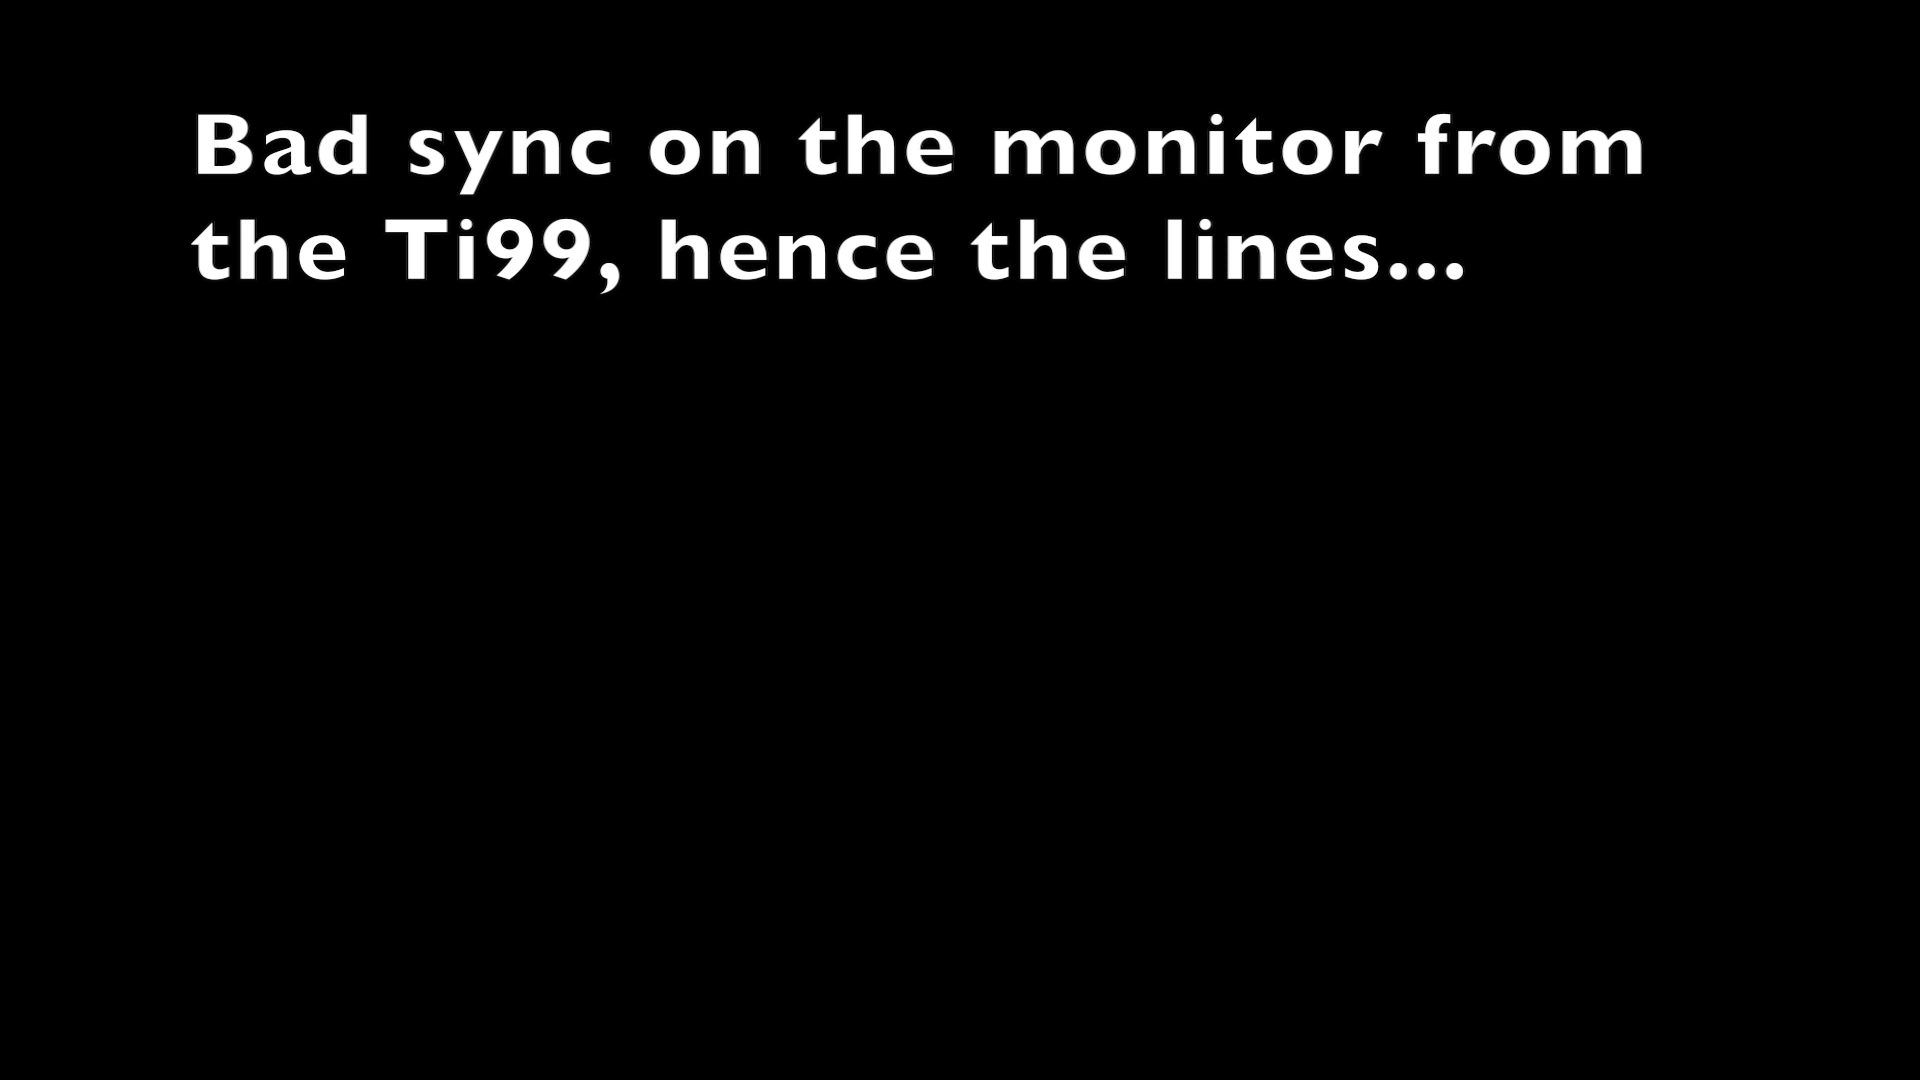 Bad sync on the monitor from
the Ti99, hence the lines...